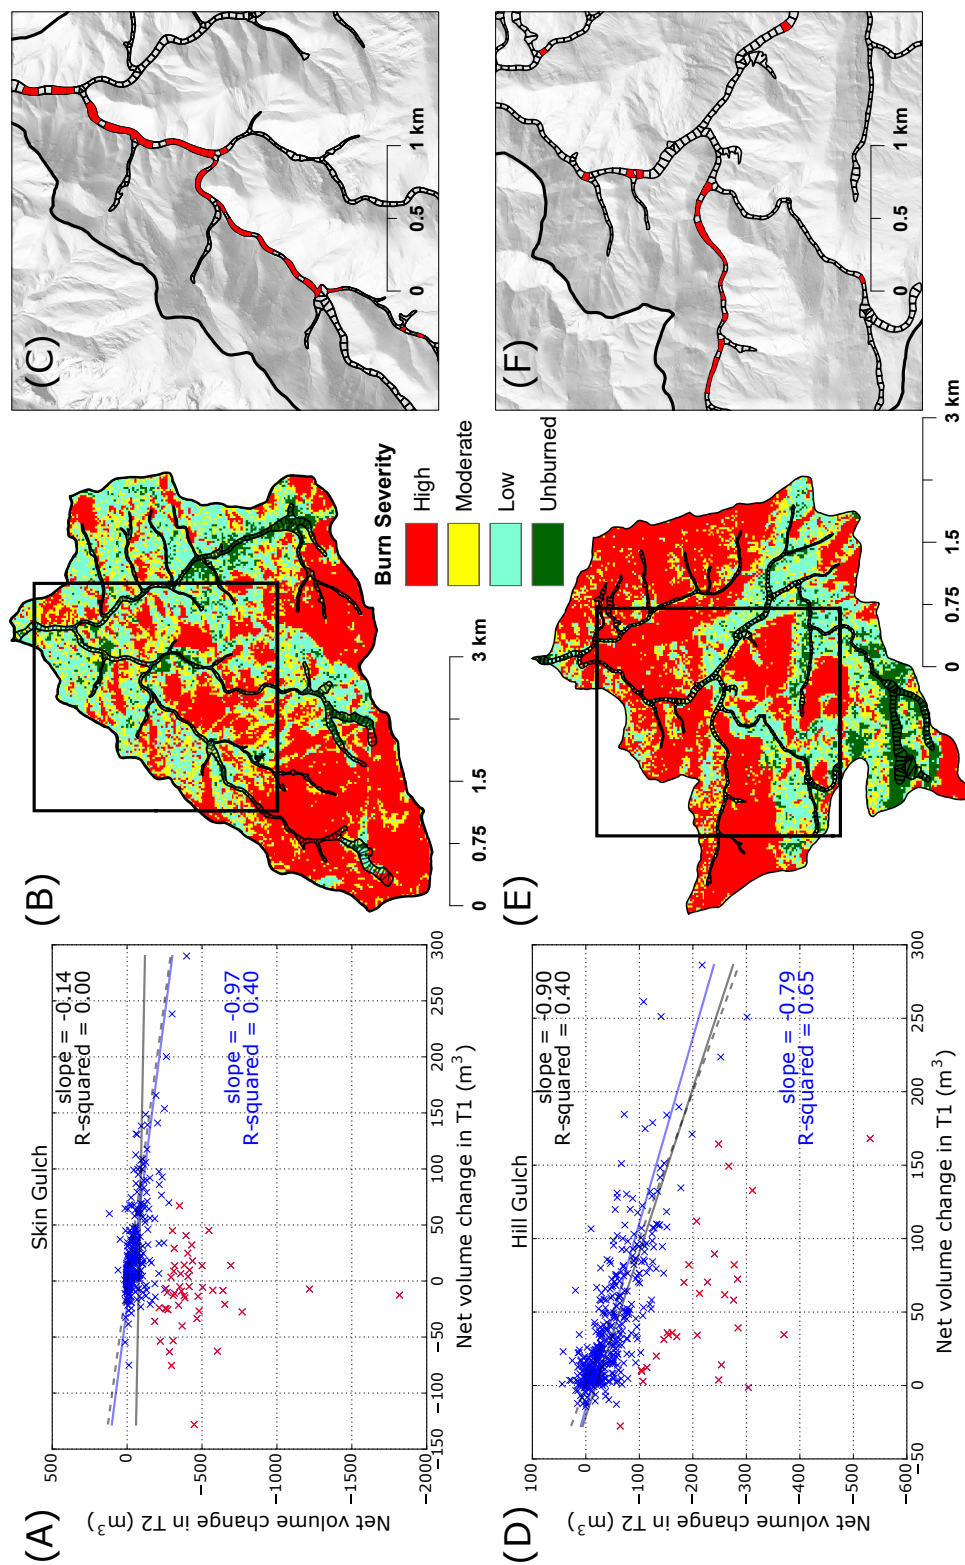 (A)
Skin Gulch
slope = -0.14
R-squared = 0.00
slope = -0.97
R-squared = 0.40
500
0
−500
−1000
−1500
−2000
Net volume change in T2 (m³)
−150
−100
−50
0
50
100
150
200
250
300
Net volume change in T1 (m³)
(B)
0
0.75
1.5
3 km
(C)
0
0.5
1 km
Burn Severity
High
Moderate
Low
Unburned
(D)
Hill Gulch
slope = -0.90
R-squared = 0.40
slope = -0.79
R-squared = 0.65
100
0
−100
−200
−300
−400
−500
−600
Net volume change in T2 (m³)
−50
0
50
100
150
200
250
300
Net volume change in T1 (m³)
(E)
0
0.75
1.5
3 km
(F)
0
0.5
1 km